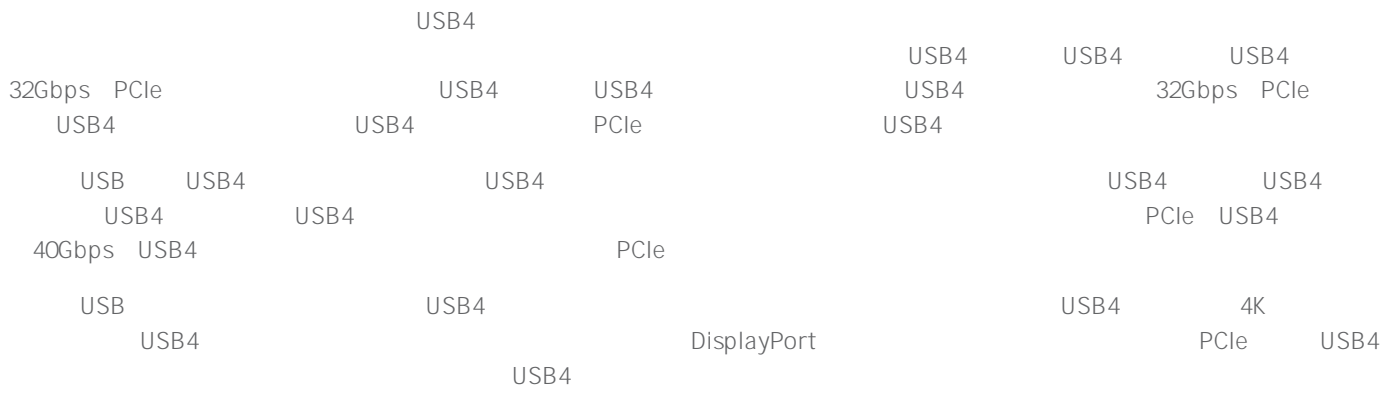 USB4
USB4 USB4 USB4
32Gbps PCIe USB4 USB4 USB4 32Gbps PCIe
USB4 USB4 PCIe USB4
USB USB4 USB4 USB4 USB4
USB4 USB4 PCIe USB4
40Gbps USB4 PCIe
USB USB4 USB4 4K
USB4 DisplayPort PCIe USB4
USB4